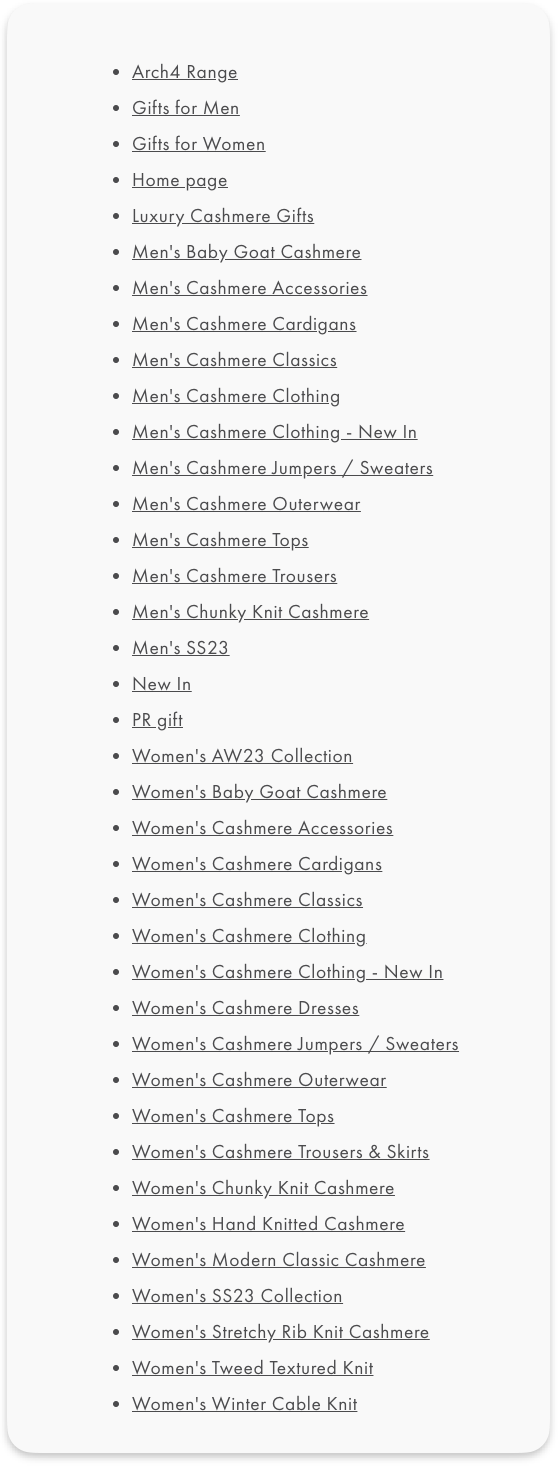 Arch4 Range
Gifts for Men
Gifts for Women
Home page
Luxury Cashmere Gifts
Men's Baby Goat Cashmere
Men's Cashmere Accessories
Men's Cashmere Cardigans
Men's Cashmere Classics
Men's Cashmere Clothing
Men's Cashmere Clothing - New In
Men's Cashmere Jumpers / Sweaters
Men's Cashmere Outerwear
Men's Cashmere Tops
Men's Cashmere Trousers
Men's Chunky Knit Cashmere
Men's SS23
New In
PR gift
Women's AW23 Collection
Women's Baby Goat Cashmere
Women's Cashmere Accessories
Women's Cashmere Cardigans
Women's Cashmere Classics
Women's Cashmere Clothing
Women's Cashmere Clothing - New In
Women's Cashmere Dresses
Women's Cashmere Jumpers / Sweaters
Women's Cashmere Outerwear
Women's Cashmere Tops
Women's Cashmere Trousers & Skirts
Women's Chunky Knit Cashmere
Women's Hand Knitted Cashmere
Women's Modern Classic Cashmere
Women's SS23 Collection
Women's Stretchy Rib Knit Cashmere
Women's Tweed Textured Knit
Women's Winter Cable Knit